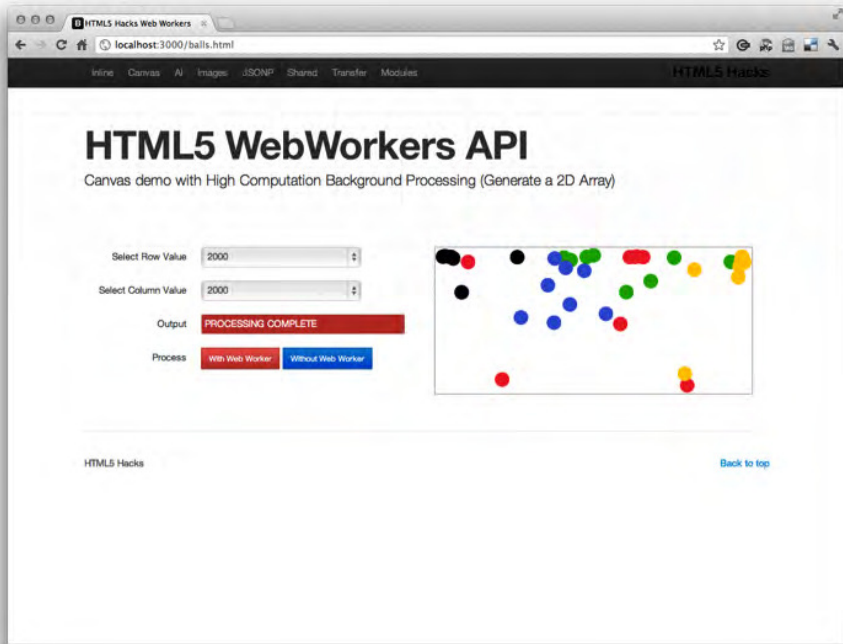 HTML5 Hacks Web Workers
localhost:3000/balls.html
Inline Canvas AI Images JSONP Shared Transfer Modules HTML5 Hacks
HTML5 WebWorkers API
Canvas demo with High Computation Background Processing (Generate a 2D Array)
Select Row Value 2000
Select Column Value 2000
Output PROCESSING COMPLETE
Process With Web Worker Without Web Worker
HTML5 Hacks Back to top